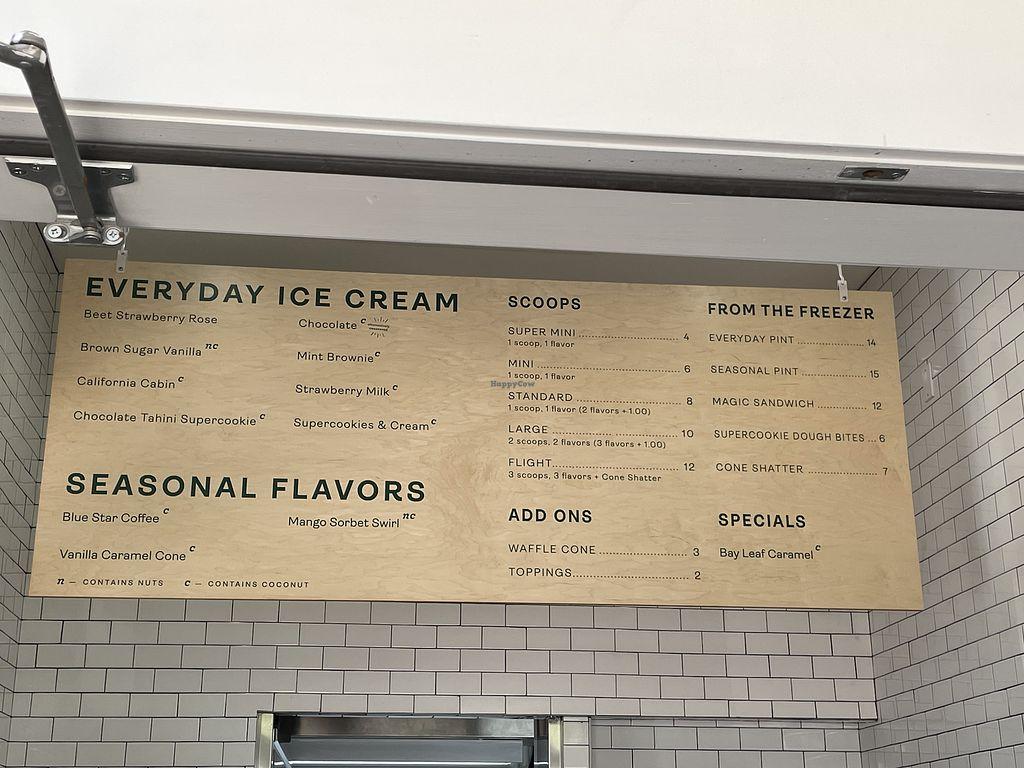 EVERYDAY ICE CREAM
Beet Strawberry Rose
Brown Sugar Vanilla nc
California Cabin c
Chocolate Tahini Supercookie c
Chocolate c
Mint Brownie c
Strawberry Milk c
Supercookies & Cream c
SEASONAL FLAVORS
Blue Star Coffee c
Vanilla Caramel Cone c
Mango Sorbet Swirl nc
n — CONTAINS NUTS c — CONTAINS COCONUT
SCOOPS
SUPER MINI 4
1 scoop, 1 flavor
MINI 6
1 scoop, 1 flavor
HappyCow
STANDARD 8
1 scoop, 1 flavor (2 flavors +1.00)
LARGE 10
2 scoops, 2 flavors (3 flavors + 1.00)
FLIGHT 12
3 scoops, 3 flavors + Cone Shatter
ADD ONS
WAFFLE CONE 3
TOPPINGS 2
FROM THE FREEZER
EVERYDAY PINT 14
SEASONAL PINT 15
MAGIC SANDWICH 12
SUPERCOOKIE DOUGH BITES ... 6
CONE SHATTER 7
SPECIALS
Bay Leaf Caramel c